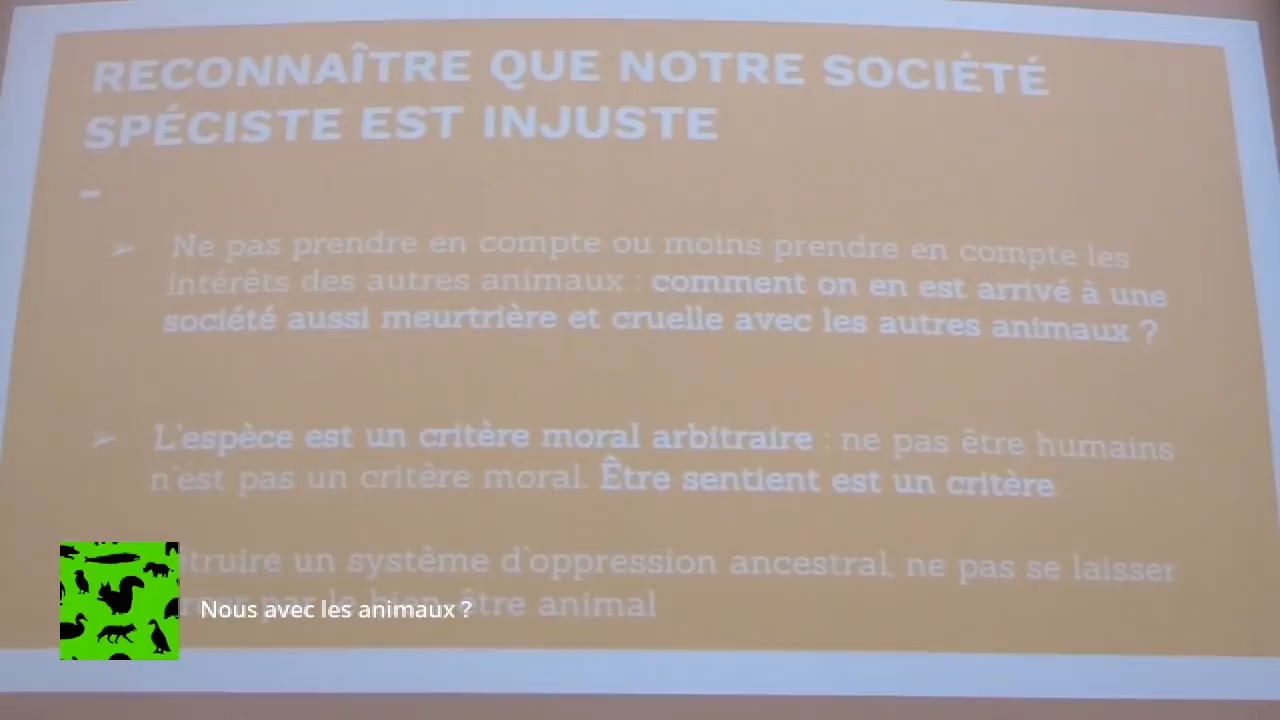 RECONNAÎTRE QUE NOTRE SOCIÉTÉ
SPÉCISTE EST INJUSTE
-
➢ Ne pas prendre en compte ou moins prendre en compte les
intérêts des autres animaux : comment on en est arrivé à une
société aussi meurtrière et cruelle avec les autres animaux ?
➢ L'espèce est un critère moral arbitraire : ne pas être humains
n'est pas un critère moral. Être sentient est un critère
truire un système d'oppression ancestral, ne pas se laisser
par le bien-être animal
Nous avec les animaux ?